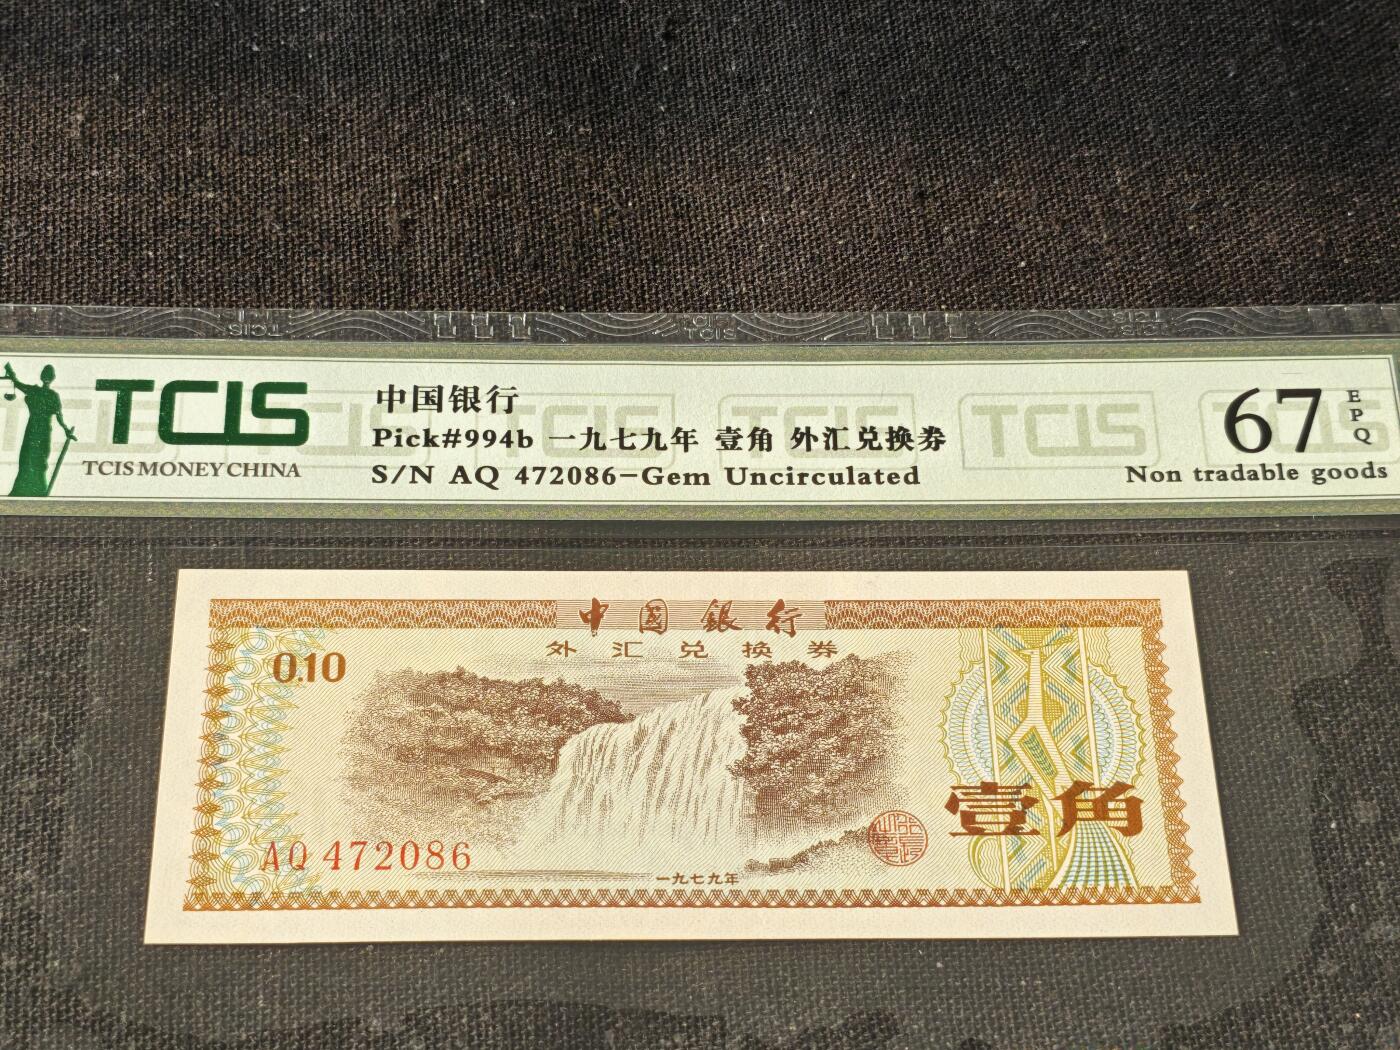 TCIS
TCIS MONEY CHINA
中国银行
Pick#994b 一九七九年 壹角 外汇兑换券
S/N AQ 472086-Gem Uncirculated
67 EPQ
Non tradable goods
中國銀行
外汇兑换券
0.10
壹角
AQ 472086
一九七九年